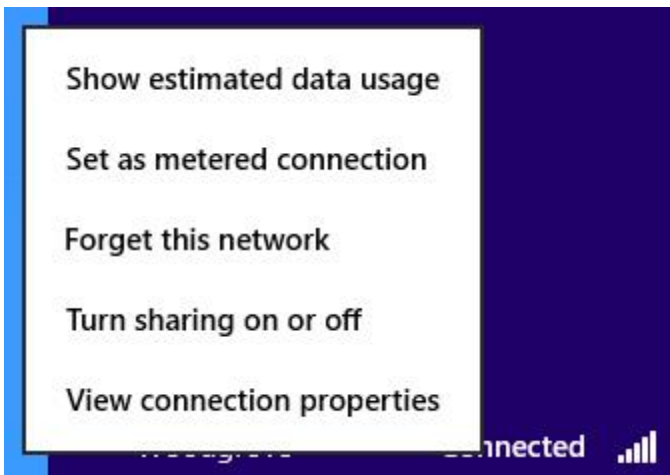 Show estimated data usage
Set as metered connection
Forget this network
Turn sharing on or off
View connection properties